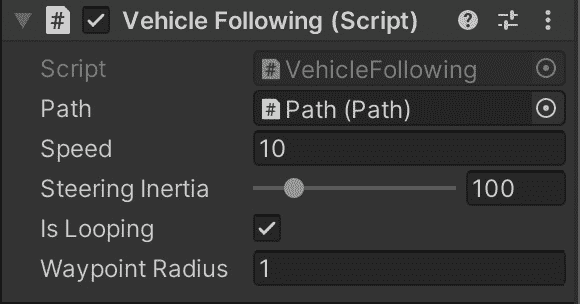 # Vehicle Following (Script)
Script # VehicleFollowing
Path # Path (Path)
Speed 10
Steering Inertia 100
Is Looping
Waypoint Radius 1